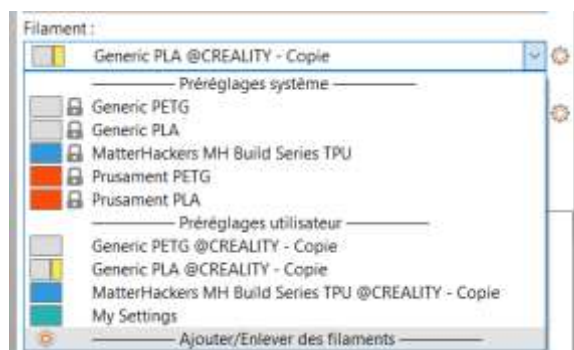 Filament :
Generic PLA @CREALITY - Copie
Préréglages système
Generic PETG
Generic PLA
MatterHackers MH Build Series TPU
Prusament PETG
Prusament PLA
Préréglages utilisateur
Generic PETG @CREALITY - Copie
Generic PLA @CREALITY - Copie
MatterHackers MH Build Series TPU @CREALITY - Copie
My Settings
Ajouter/Enlever des filaments